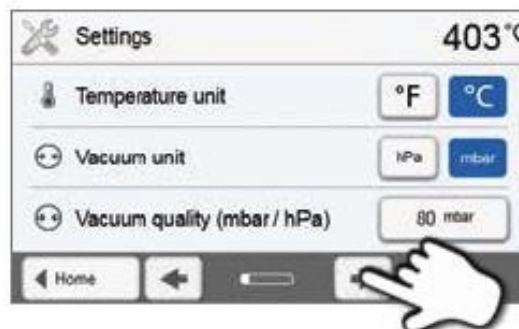 Settings 403 °C
Temperature unit °F °C
Vacuum unit hPa mbar
Vacuum quality (mbar / hPa) 80 mbar
Home